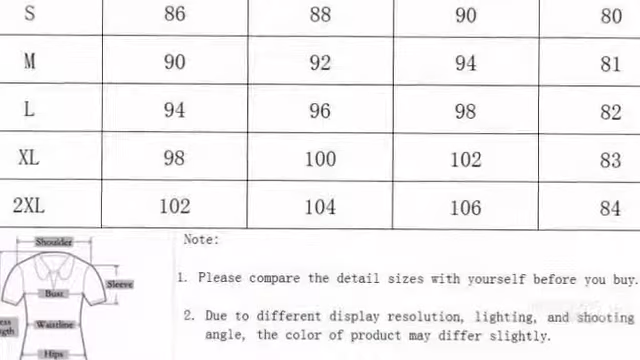 S 86 88 90 80
M 90 92 94 81
L 94 96 98 82
XL 98 100 102 83
2XL 102 104 106 84
Shoulder
Sleeve
Bust
Waistline
Hips
Note:
1. Please compare the detail sizes with yourself before you buy.
2. Due to different display resolution, lighting, and shooting
angle, the color of product may differ slightly.